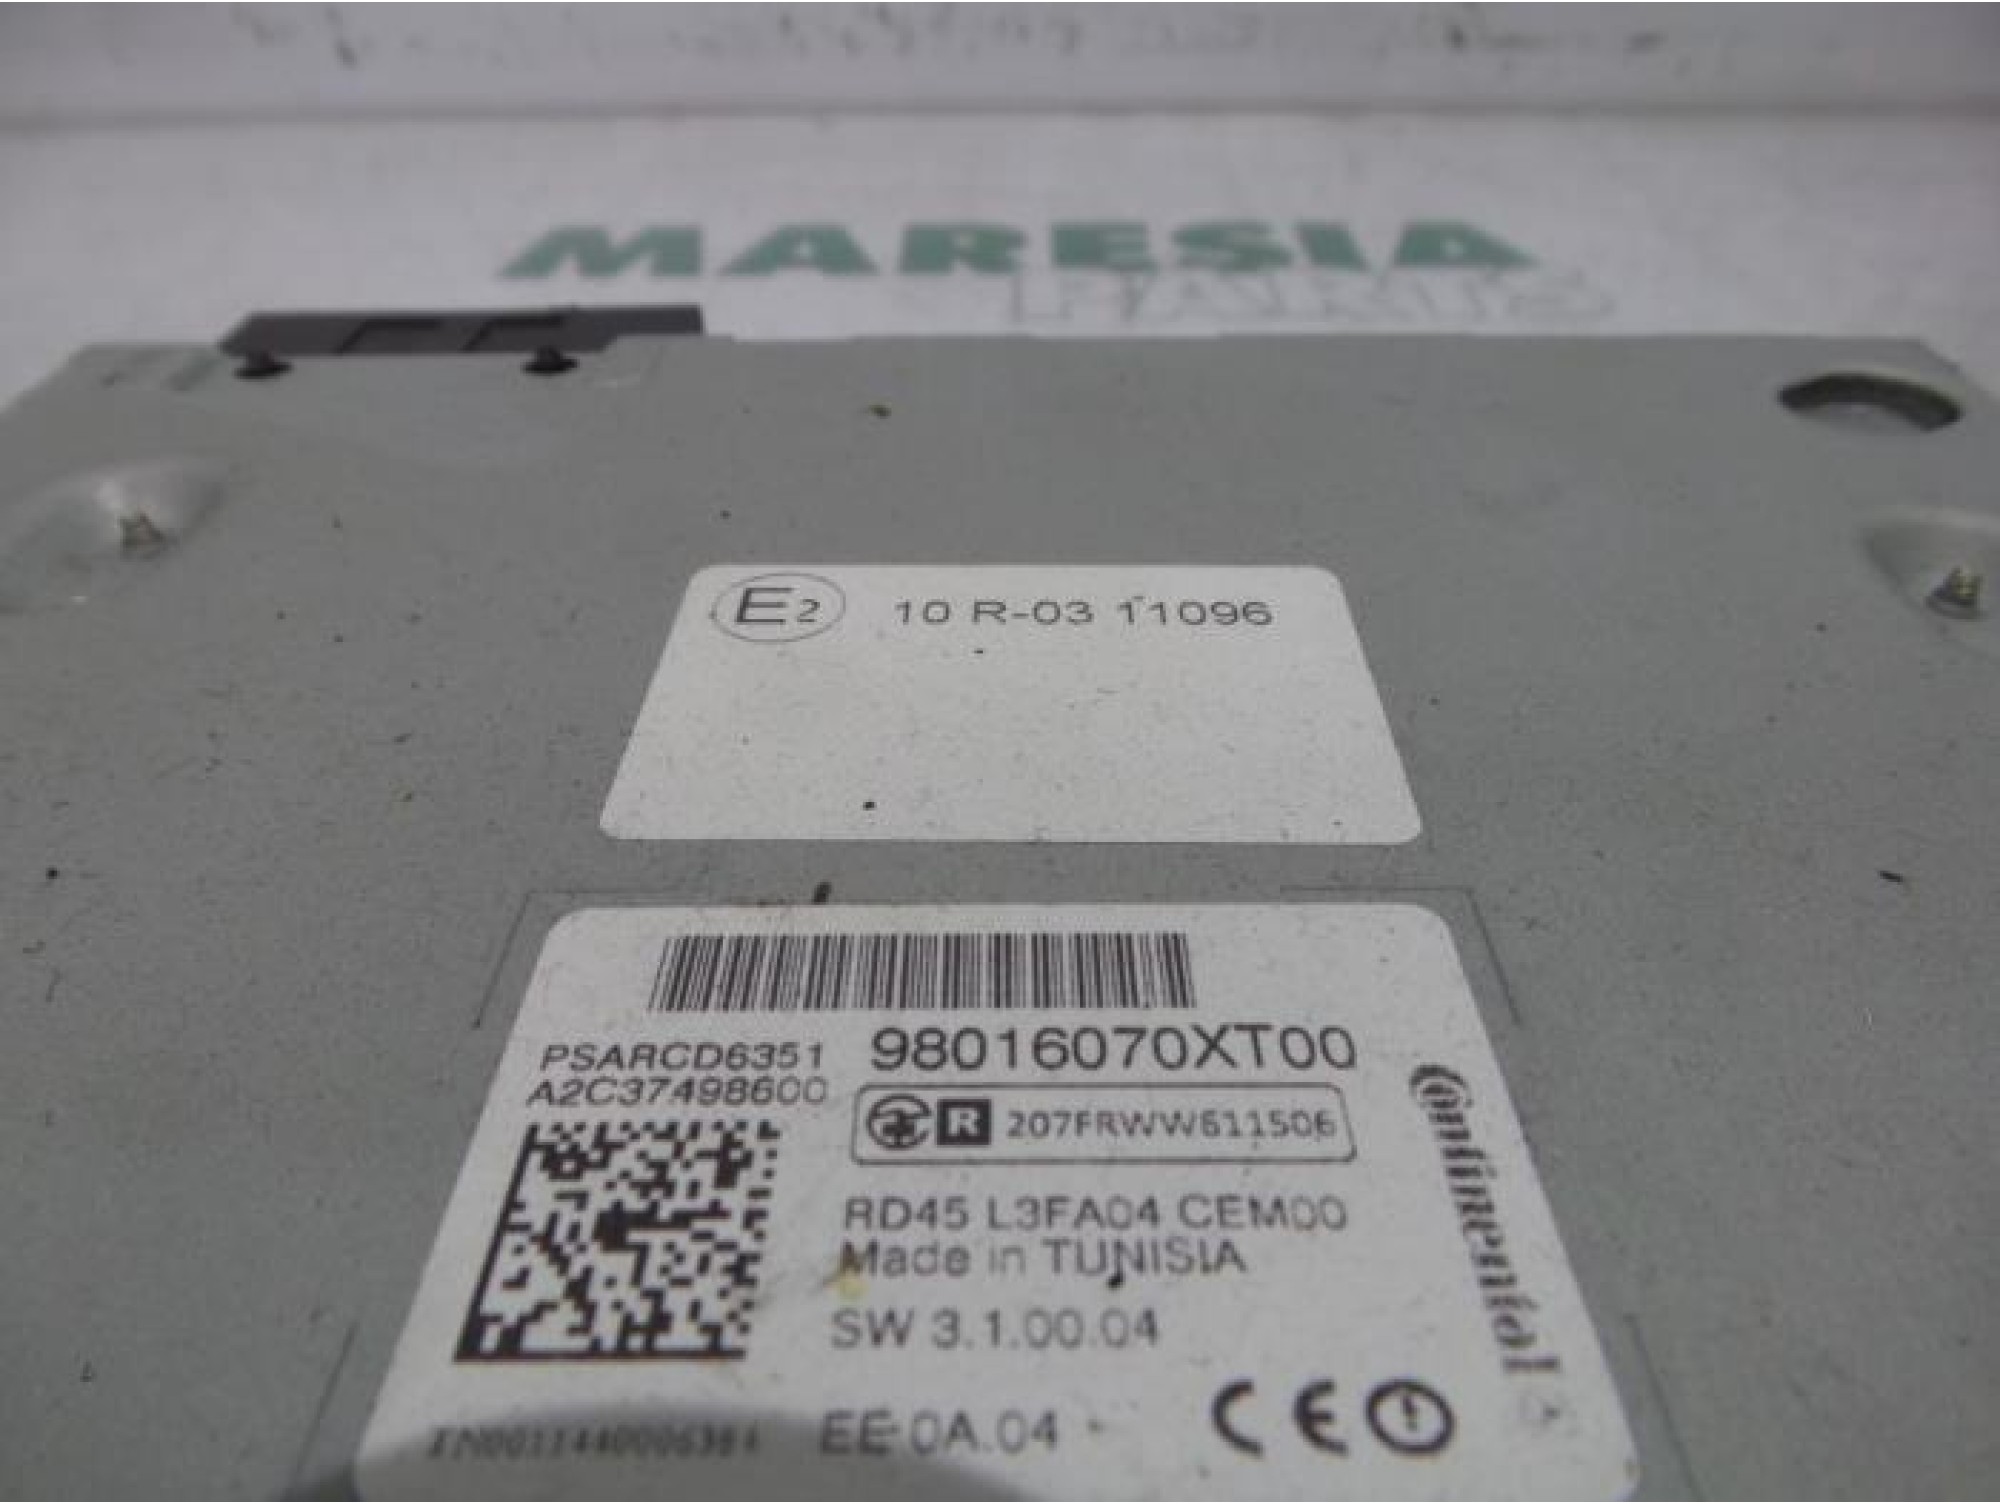 MARESIA
PARTS
E2 10 R-03 11096
PSARCD6351 98016070XT00
A2C37498600
R 207FRWW611506
RD45 L3FA04 CEM00
Made in TUNISIA
SW 3.1.00.04
EE 0A.04
CE
Continental